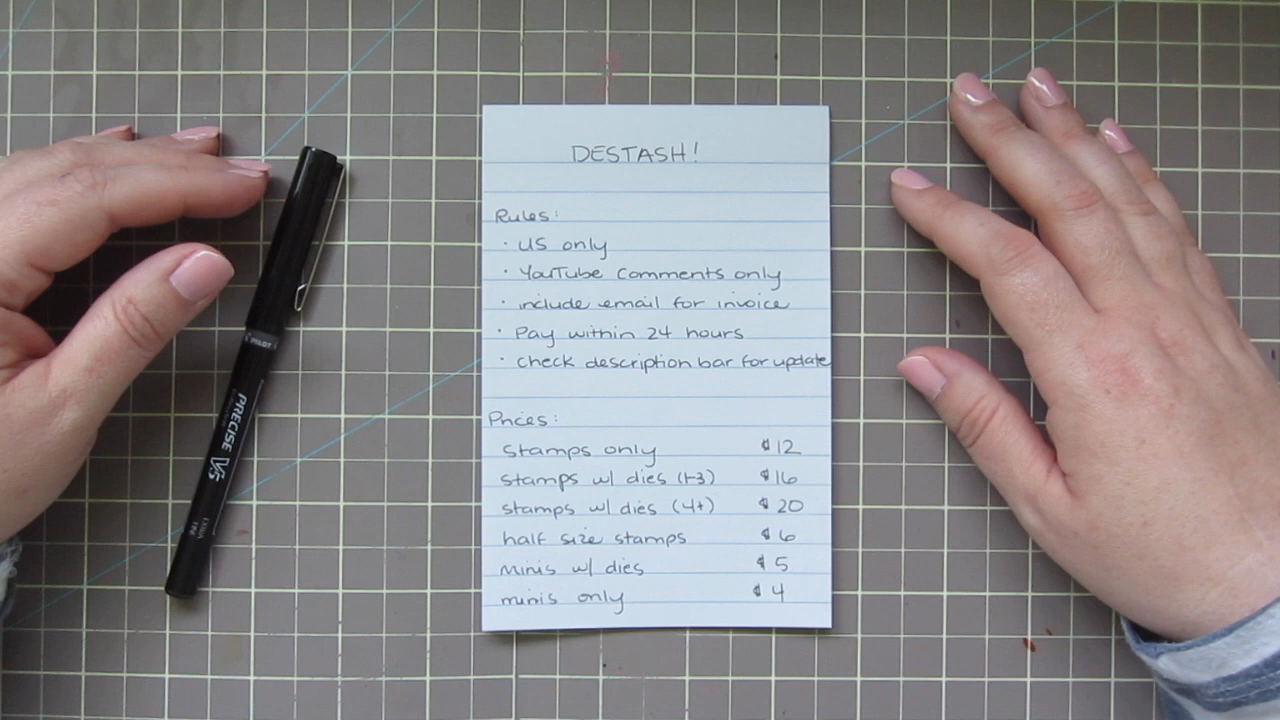 DESTASH!
Rules:
· US only
· YouTube comments only
· include email for invoice
· Pay within 24 hours
· check description bar for update
Prices:
stamps only $12
stamps w/ dies (1-3) $16
stamps w/ dies (4+) $20
half size stamps $6
minis w/ dies $5
minis only $4
PILOT
PRECISE V5
EXTRA
FINE